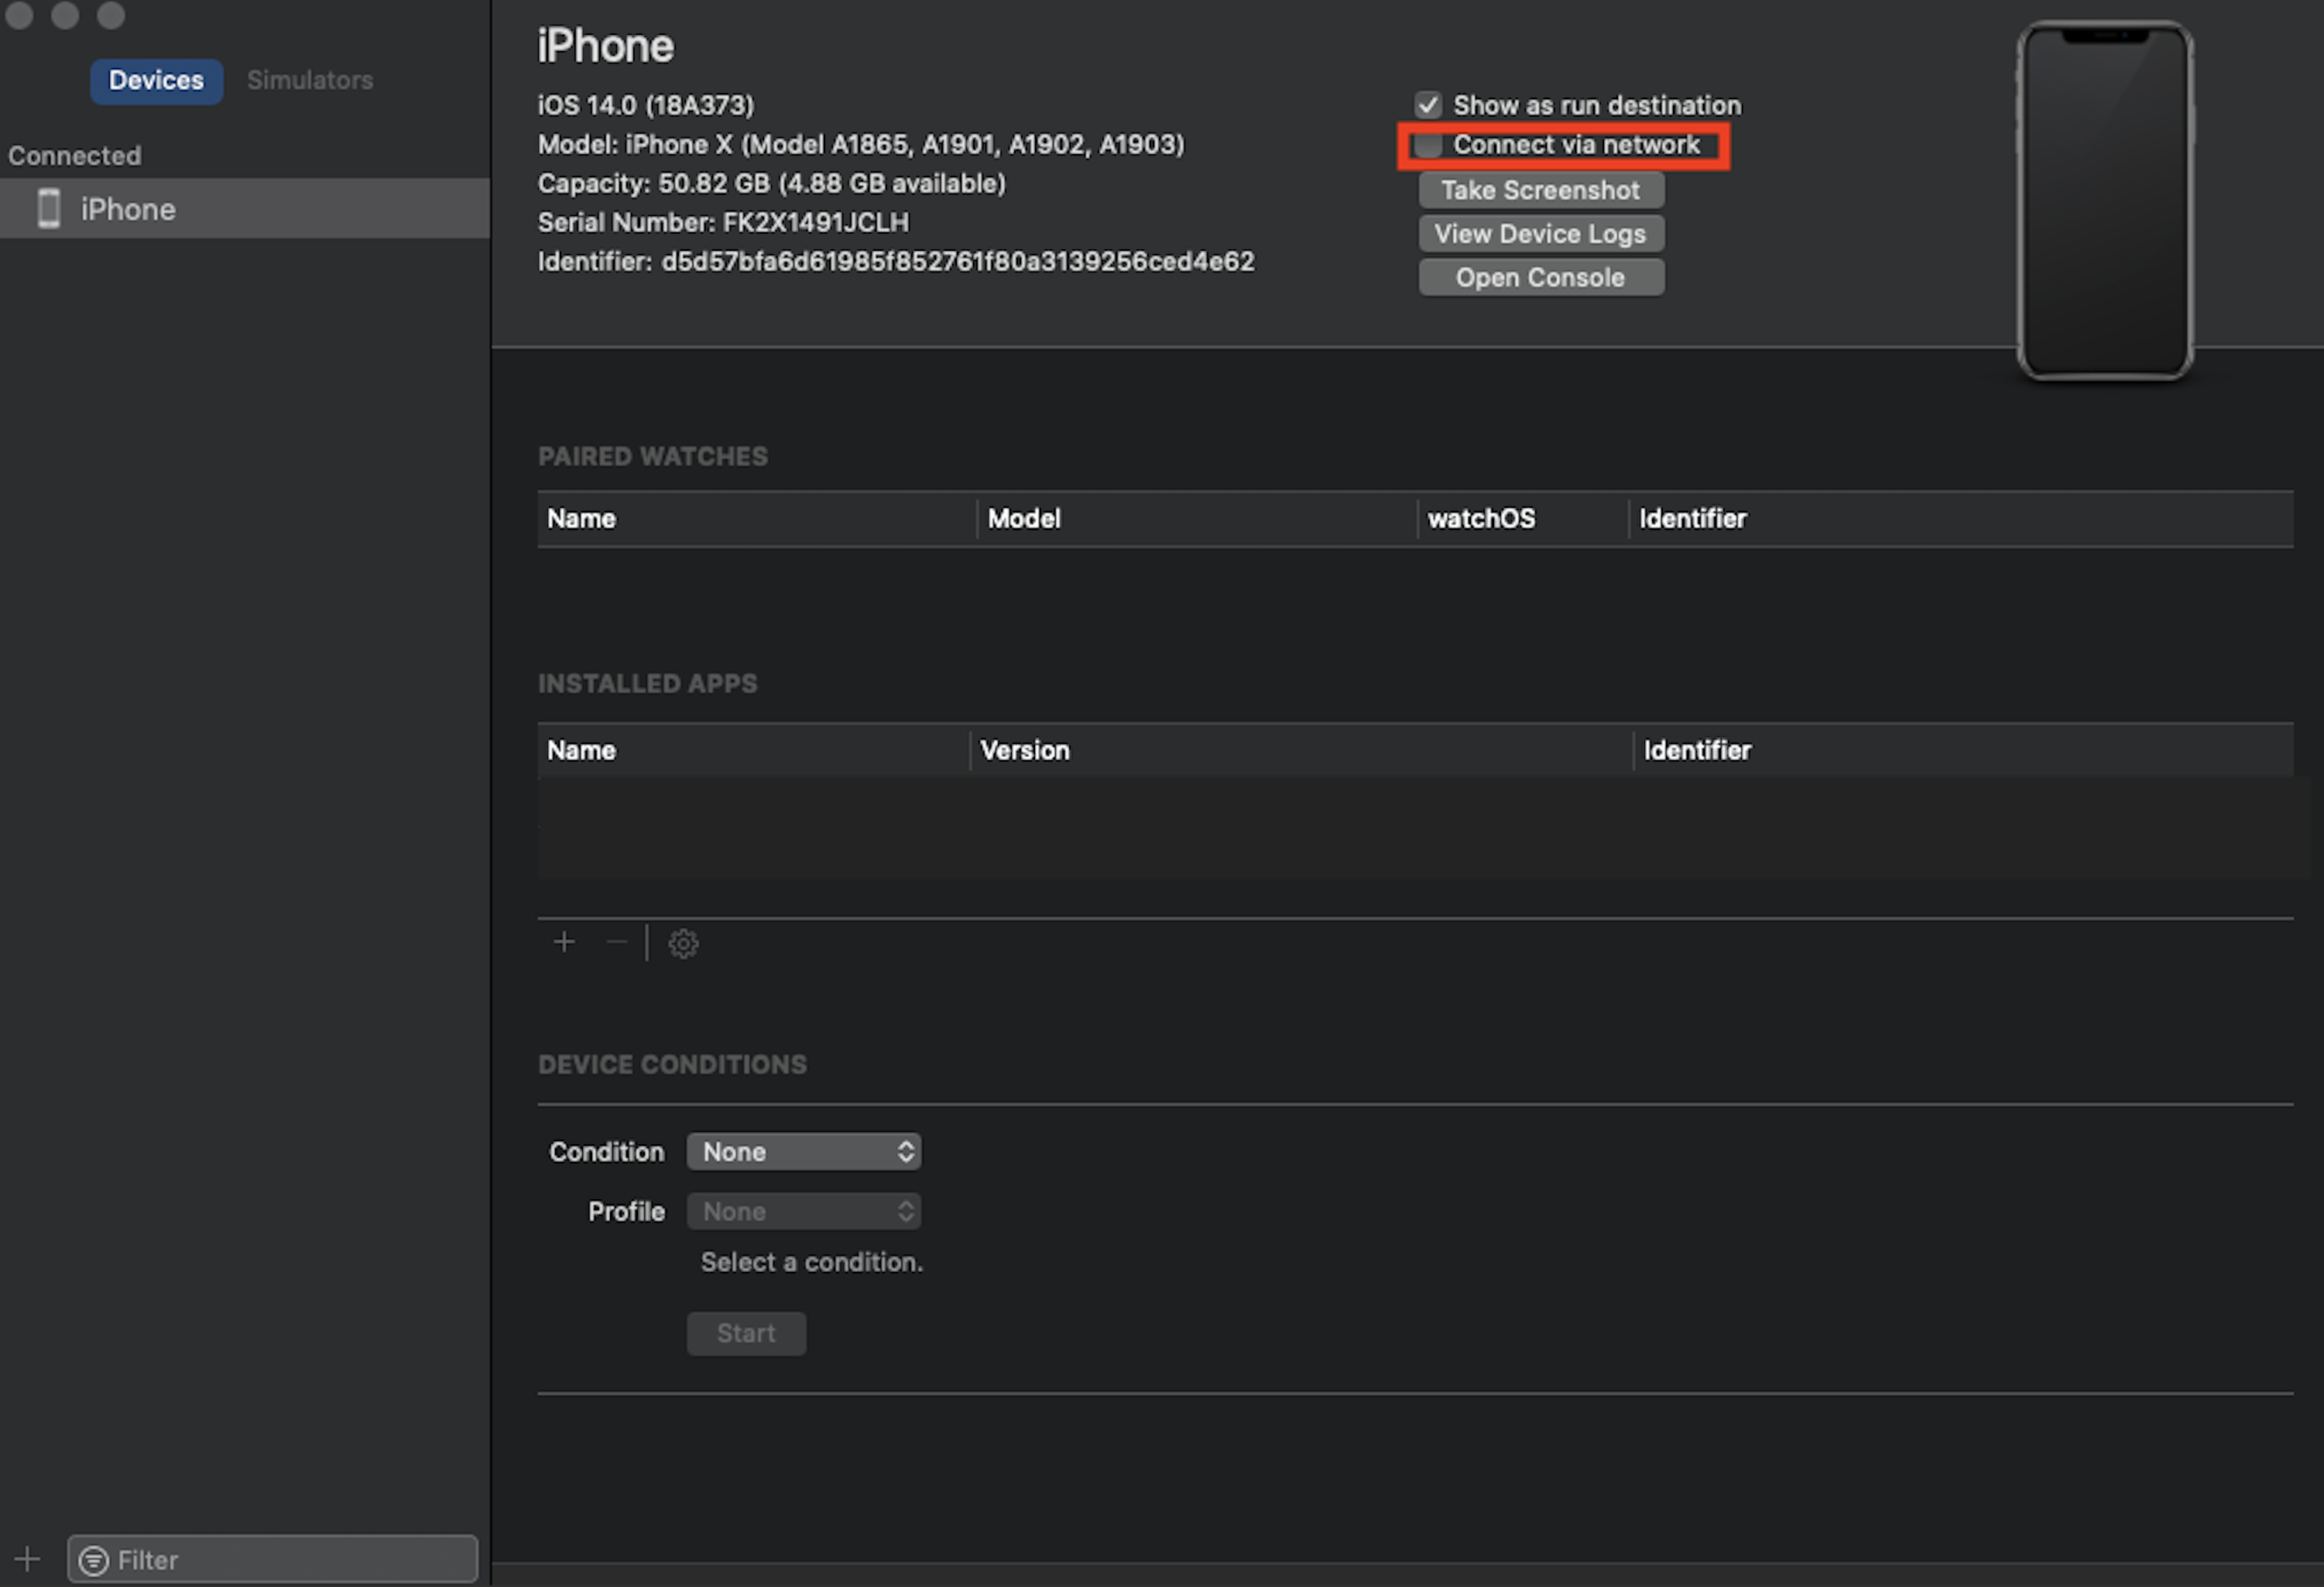 Devices Simulators
Connected
iPhone
iPhone
iOS 14.0 (18A373)
Model: iPhone X (Model A1865, A1901, A1902, A1903)
Capacity: 50.82 GB (4.88 GB available)
Serial Number: FK2X1491JCLH
Identifier: d5d57bfa6d61985f852761f80a3139256ced4e62
Show as run destination
Connect via network
Take Screenshot
View Device Logs
Open Console
PAIRED WATCHES
Name Model watchOS Identifier
INSTALLED APPS
Name Version Identifier
DEVICE CONDITIONS
Condition None
Profile None
Select a condition.
Start
Filter